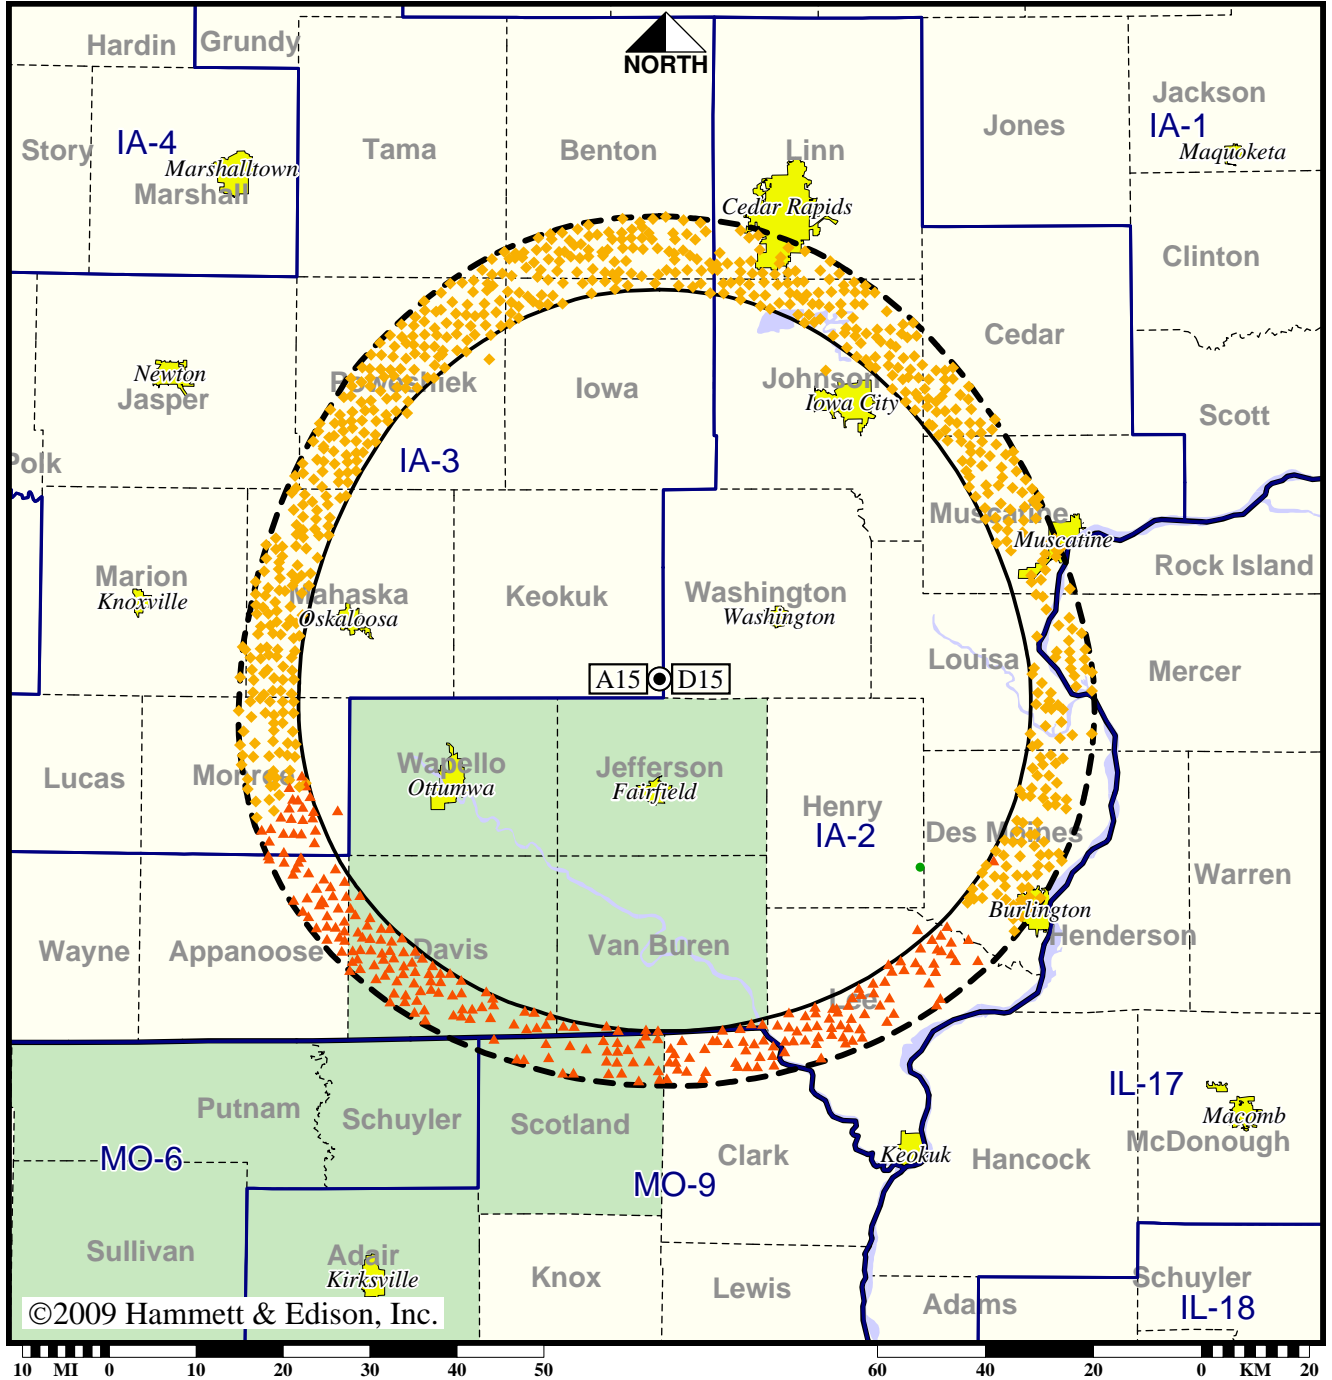 NORTH
Hardin
Grundy
Story
IA-4
Marshalltown
Marshall
Tama
Benton
Linn
Cedar Rapids
Jones
Jackson
IA-1
Maquoketa
Clinton
Newton
Jasper
Poweshiek
Iowa
Johnson
Iowa City
Cedar
Scott
Polk
IA-3
Muscatine
Muscatine
Rock Island
Marion
Knoxville
Mahaska
Oskaloosa
Keokuk
Washington
Washington
Louisa
Mercer
A15
D15
Lucas
Monroe
Wapello
Ottumwa
Jefferson
Fairfield
Henry
IA-2
Des Moines
Warren
Burlington
Henderson
Wayne
Appanoose
Davis
Van Buren
Lee
Putnam
Schuyler
Scotland
MO-6
MO-9
Clark
Keokuk
Hancock
IL-17
Macomb
McDonough
Sullivan
Adair
Kirksville
Knox
Lewis
Adams
Schuyler
IL-18
©2009 Hammett & Edison, Inc.
10 MI 0 10 20 30 40 50
60 40 20 0 KM 20